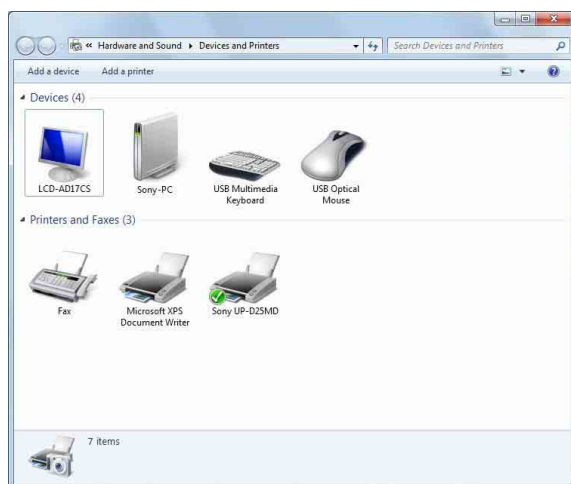 « Hardware and Sound ▸ Devices and Printers
Search Devices and Printers
Add a device Add a printer
Devices (4)
LCD-AD17CS
Sony-PC
USB Multimedia
Keyboard
USB Optical
Mouse
Printers and Faxes (3)
Fax
Microsoft XPS
Document Writer
Sony UP-D25MD
7 items